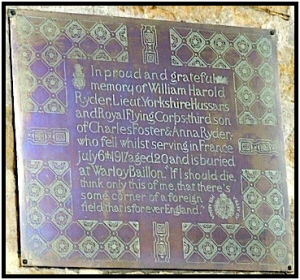 In proud and grateful
memory of William Harold
Ryder, Lieut. Yorkshire Hussars
and Royal Flying Corps: third son
of Charles Foster & Anna Ryder,
who fell whilst serving in France
July 6th 1917 aged 20 and is buried
at Warloy Baillon. "If I should die,
think only this of me, that there's
some corner of a foreign
field, that is for ever England."